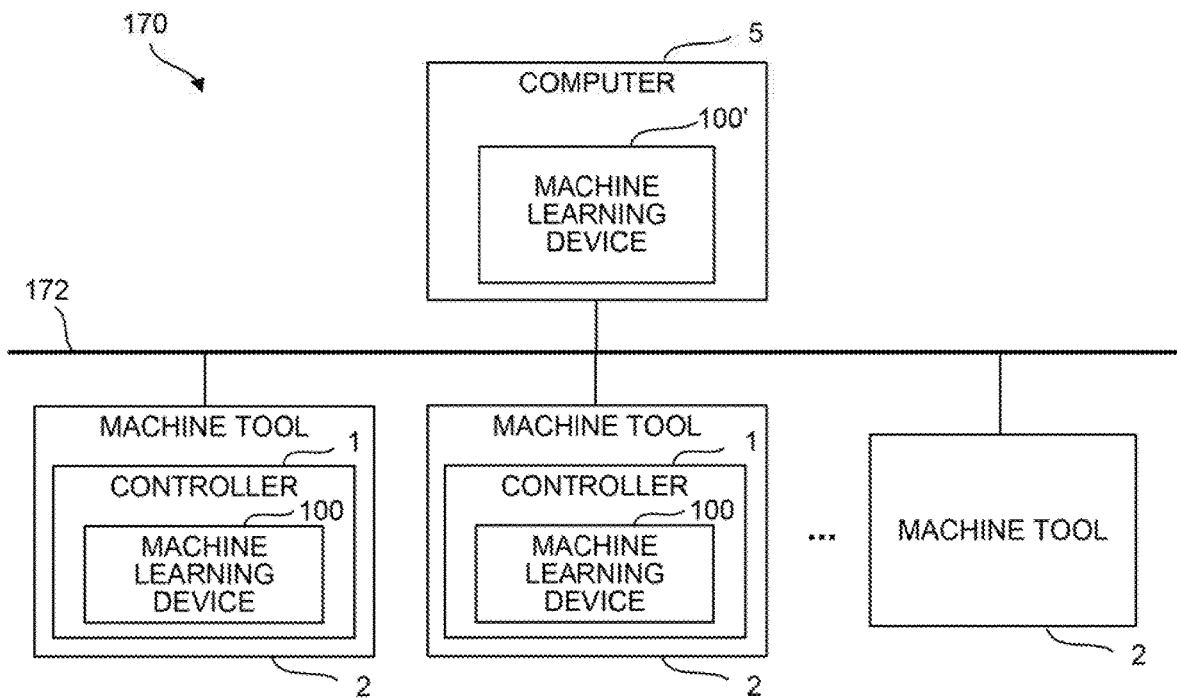 170
5
COMPUTER
100'
MACHINE
LEARNING
DEVICE
172
MACHINE TOOL
1
CONTROLLER
100
MACHINE
LEARNING
DEVICE
2
MACHINE TOOL
1
CONTROLLER
100
MACHINE
LEARNING
DEVICE
2
...
MACHINE TOOL
2